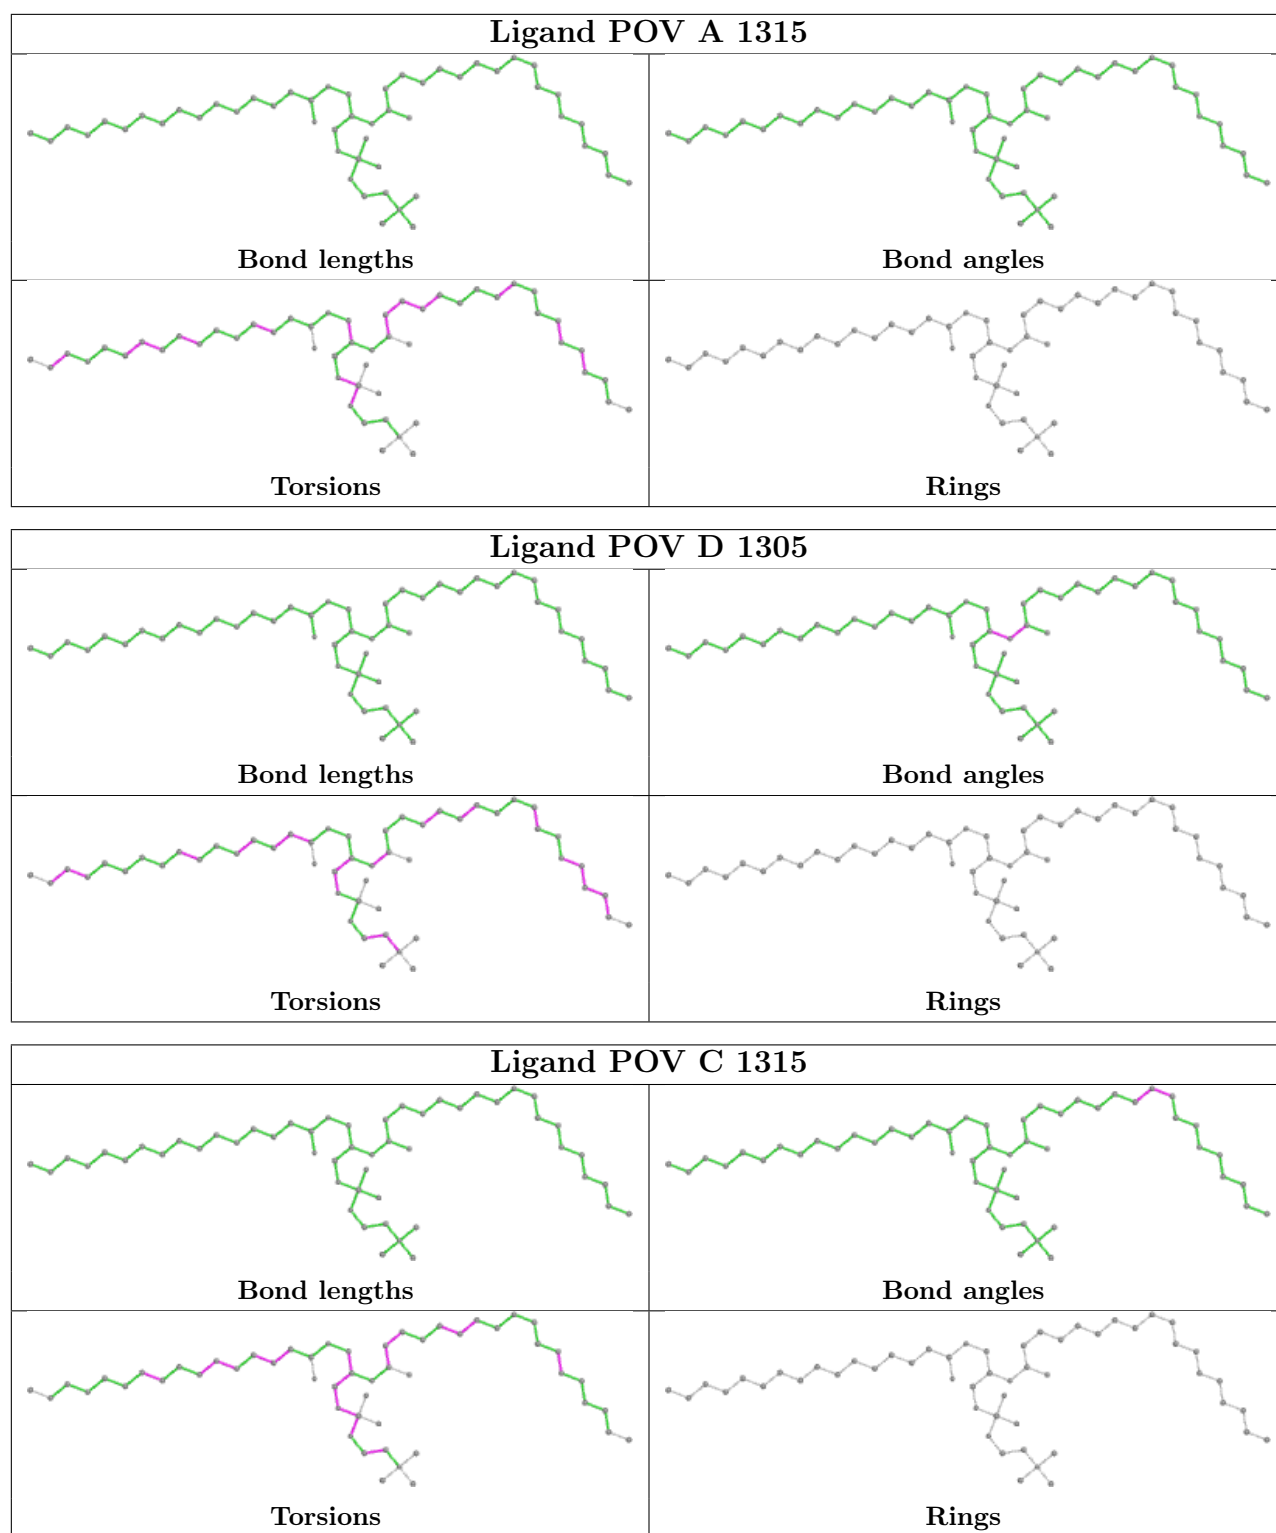 Ligand POV A 1315
Bond lengths
Bond angles
Torsions
Rings
Ligand POV D 1305
Bond lengths
Bond angles
Torsions
Rings
Ligand POV C 1315
Bond lengths
Bond angles
Torsions
Rings